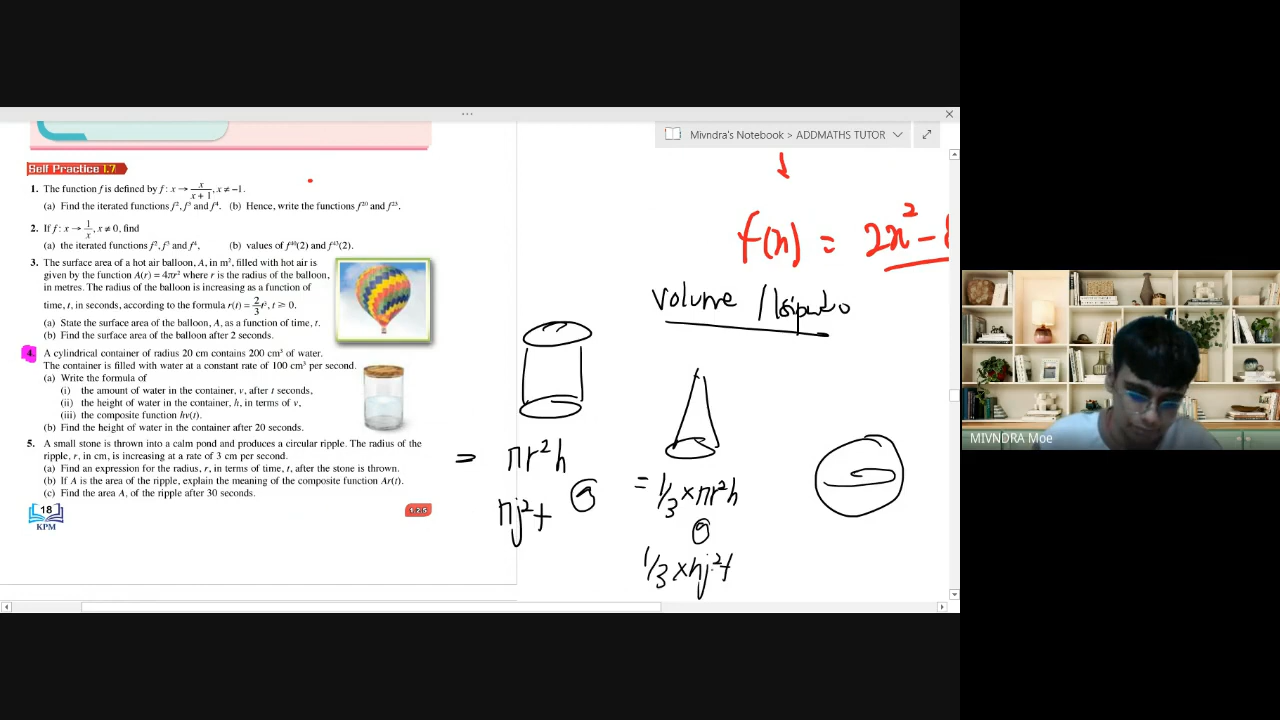 Mivndra's Notebook > ADDMATHS TUTOR
Self Practice 1.7
1. The function f is defined by f : x → x/(x + 1), x ≠ −1.
(a) Find the iterated functions f², f³ and f⁴. (b) Hence, write the functions f²⁰ and f²³.
2. If f : x → 1/x, x ≠ 0, find
(a) the iterated functions f², f³ and f⁴, (b) values of f⁴⁰(2) and f⁴³(2).
3. The surface area of a hot air balloon, A, in m², filled with hot air is
given by the function A(r) = 4πr² where r is the radius of the balloon,
in metres. The radius of the balloon is increasing as a function of
time, t, in seconds, according to the formula r(t) = 2/3 t³, t ≥ 0.
(a) State the surface area of the balloon, A, as a function of time, t.
(b) Find the surface area of the balloon after 2 seconds.
4. A cylindrical container of radius 20 cm contains 200 cm³ of water.
The container is filled with water at a constant rate of 100 cm³ per second.
(a) Write the formula of
(i) the amount of water in the container, v, after t seconds,
(ii) the height of water in the container, h, in terms of v,
(iii) the composite function hv(t).
(b) Find the height of water in the container after 20 seconds.
5. A small stone is thrown into a calm pond and produces a circular ripple. The radius of the
ripple, r, in cm, is increasing at a rate of 3 cm per second.
(a) Find an expression for the radius, r, in terms of time, t, after the stone is thrown.
(b) If A is the area of the ripple, explain the meaning of the composite function Ar(t).
(c) Find the area A, of the ripple after 30 seconds.
18
KPM
1.2.5
f(x) = 2x² −
volume / Isipadu
= πr²h
πj²t
= 1/3 × πr²h
1/3 × πj²t
MIVNDRA Moe